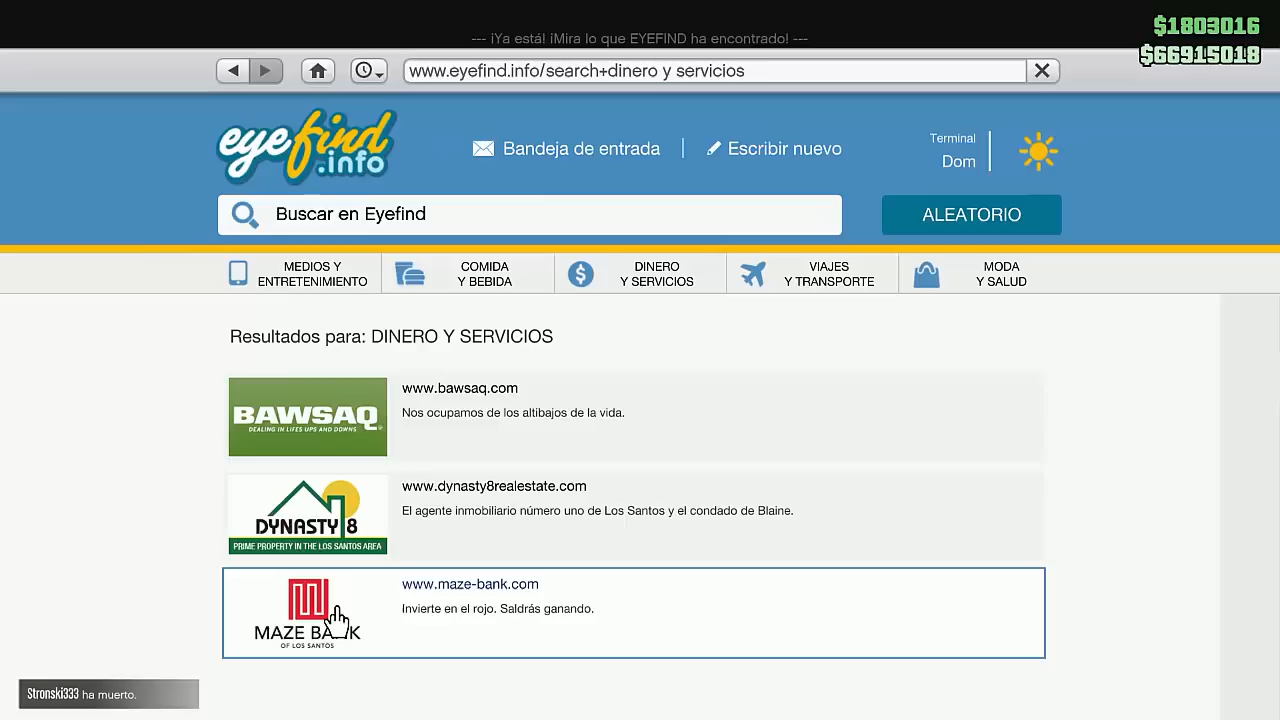 --- ¡Ya está! ¡Mira lo que EYEFIND ha encontrado! ---
$1803016
$66915018
www.eyefind.info/search+dinero y servicios
eyefind
.info
Bandeja de entrada
Escribir nuevo
Terminal
Dom
Buscar en Eyefind
ALEATORIO
MEDIOS Y
ENTRETENIMIENTO
COMIDA
Y BEBIDA
DINERO
Y SERVICIOS
VIAJES
Y TRANSPORTE
MODA
Y SALUD
Resultados para: DINERO Y SERVICIOS
BAWSAQ
DEALING IN LIFES UPS AND DOWNS
www.bawsaq.com
Nos ocupamos de los altibajos de la vida.
DYNASTY 8
PRIME PROPERTY IN THE LOS SANTOS AREA
www.dynasty8realestate.com
El agente inmobiliario número uno de Los Santos y el condado de Blaine.
MAZE BANK
OF LOS SANTOS
www.maze-bank.com
Invierte en el rojo. Saldrás ganando.
Stronski333 ha muerto.